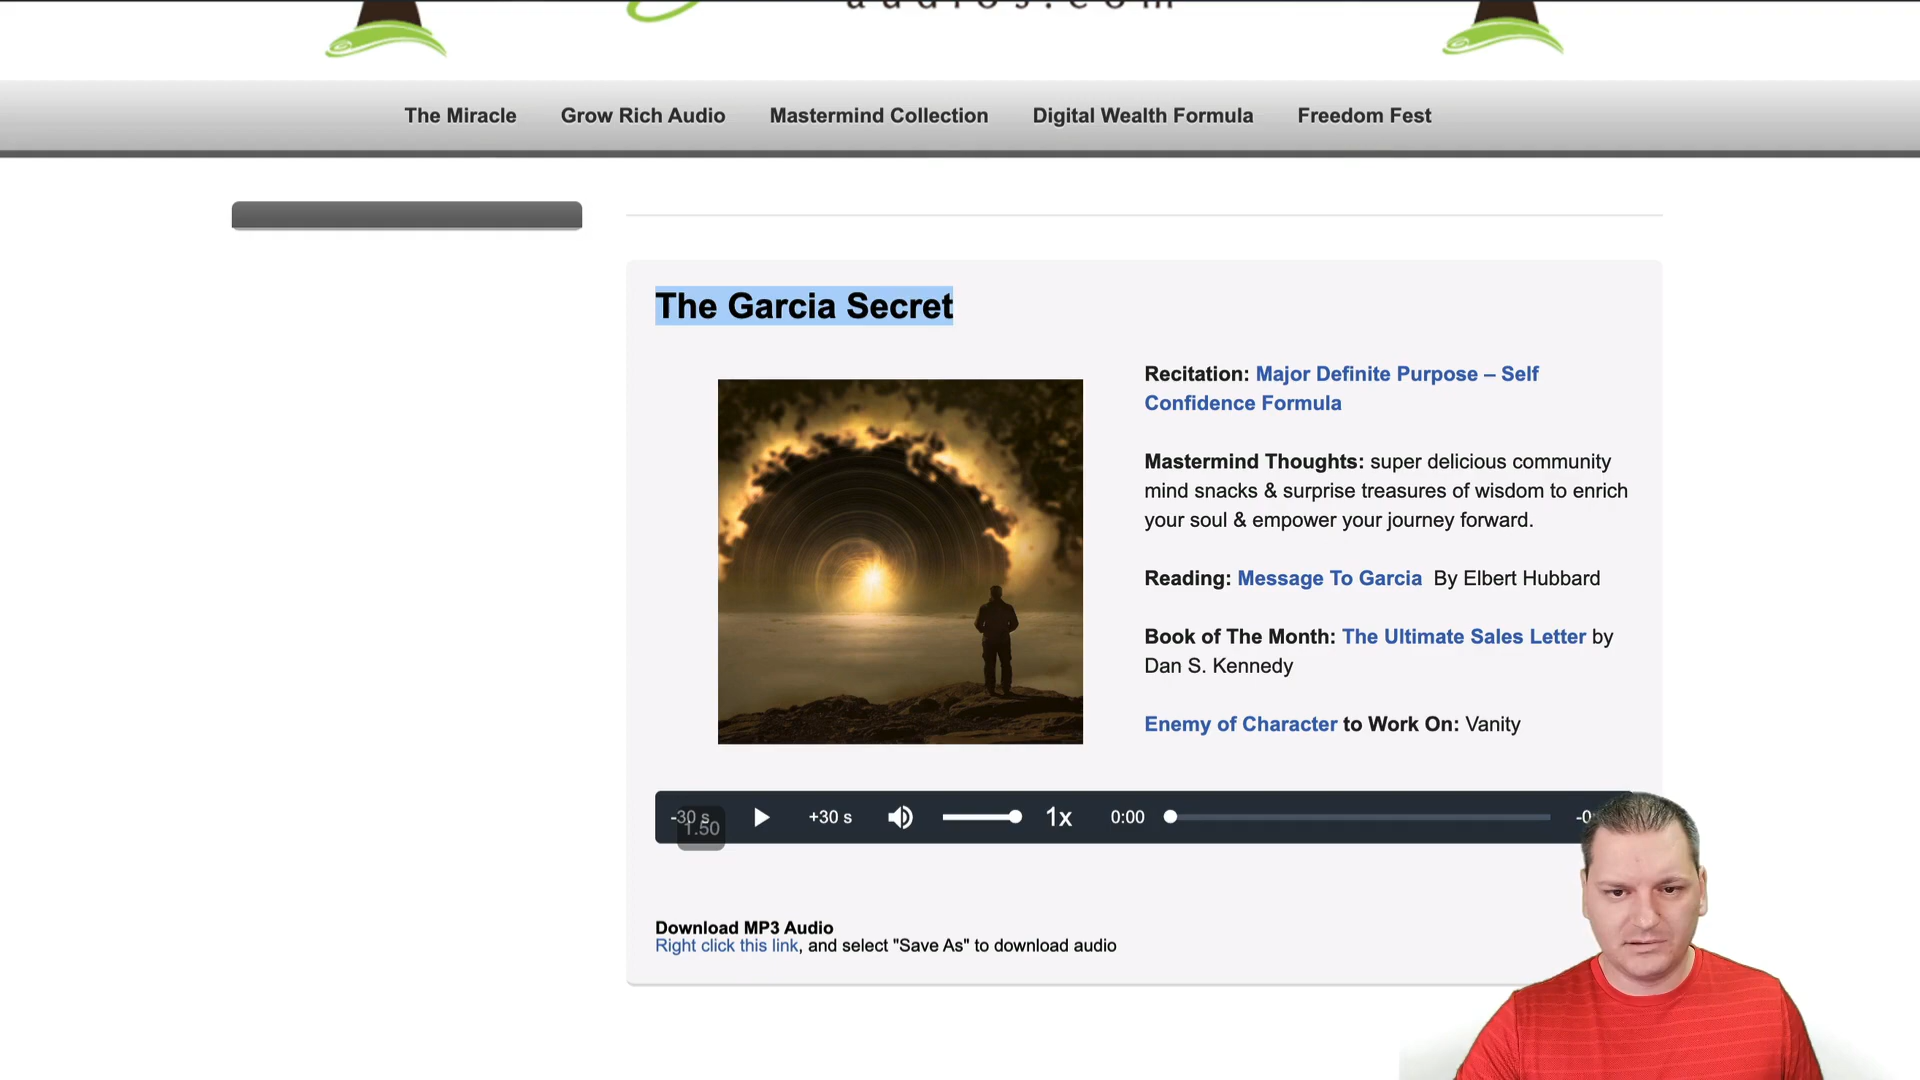 audios.com
The Miracle Grow Rich Audio Mastermind Collection Digital Wealth Formula Freedom Fest
The Garcia Secret
Recitation: Major Definite Purpose – Self
Confidence Formula
Mastermind Thoughts: super delicious community
mind snacks & surprise treasures of wisdom to enrich
your soul & empower your journey forward.
Reading: Message To Garcia By Elbert Hubbard
Book of The Month: The Ultimate Sales Letter by
Dan S. Kennedy
Enemy of Character to Work On: Vanity
-30 s +30 s 1x 0:00
1.50
Download MP3 Audio
Right click this link, and select "Save As" to download audio